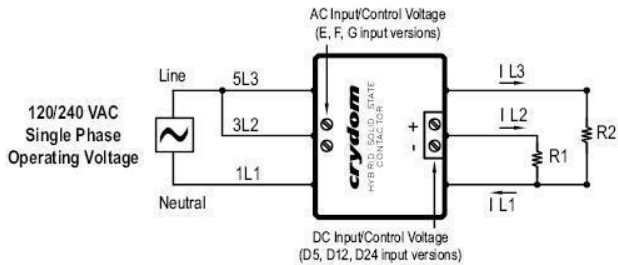 AC Input/Control Voltage
(E, F, G input versions)
120/240 VAC
Single Phase
Operating Voltage
Line
5L3
3L2
1L1
Neutral
crydom
HYBRID SOLID STATE
CONTACTOR
+
-
I L3
I L2
R1
R2
I L1
DC Input/Control Voltage
(D5, D12, D24 input versions)